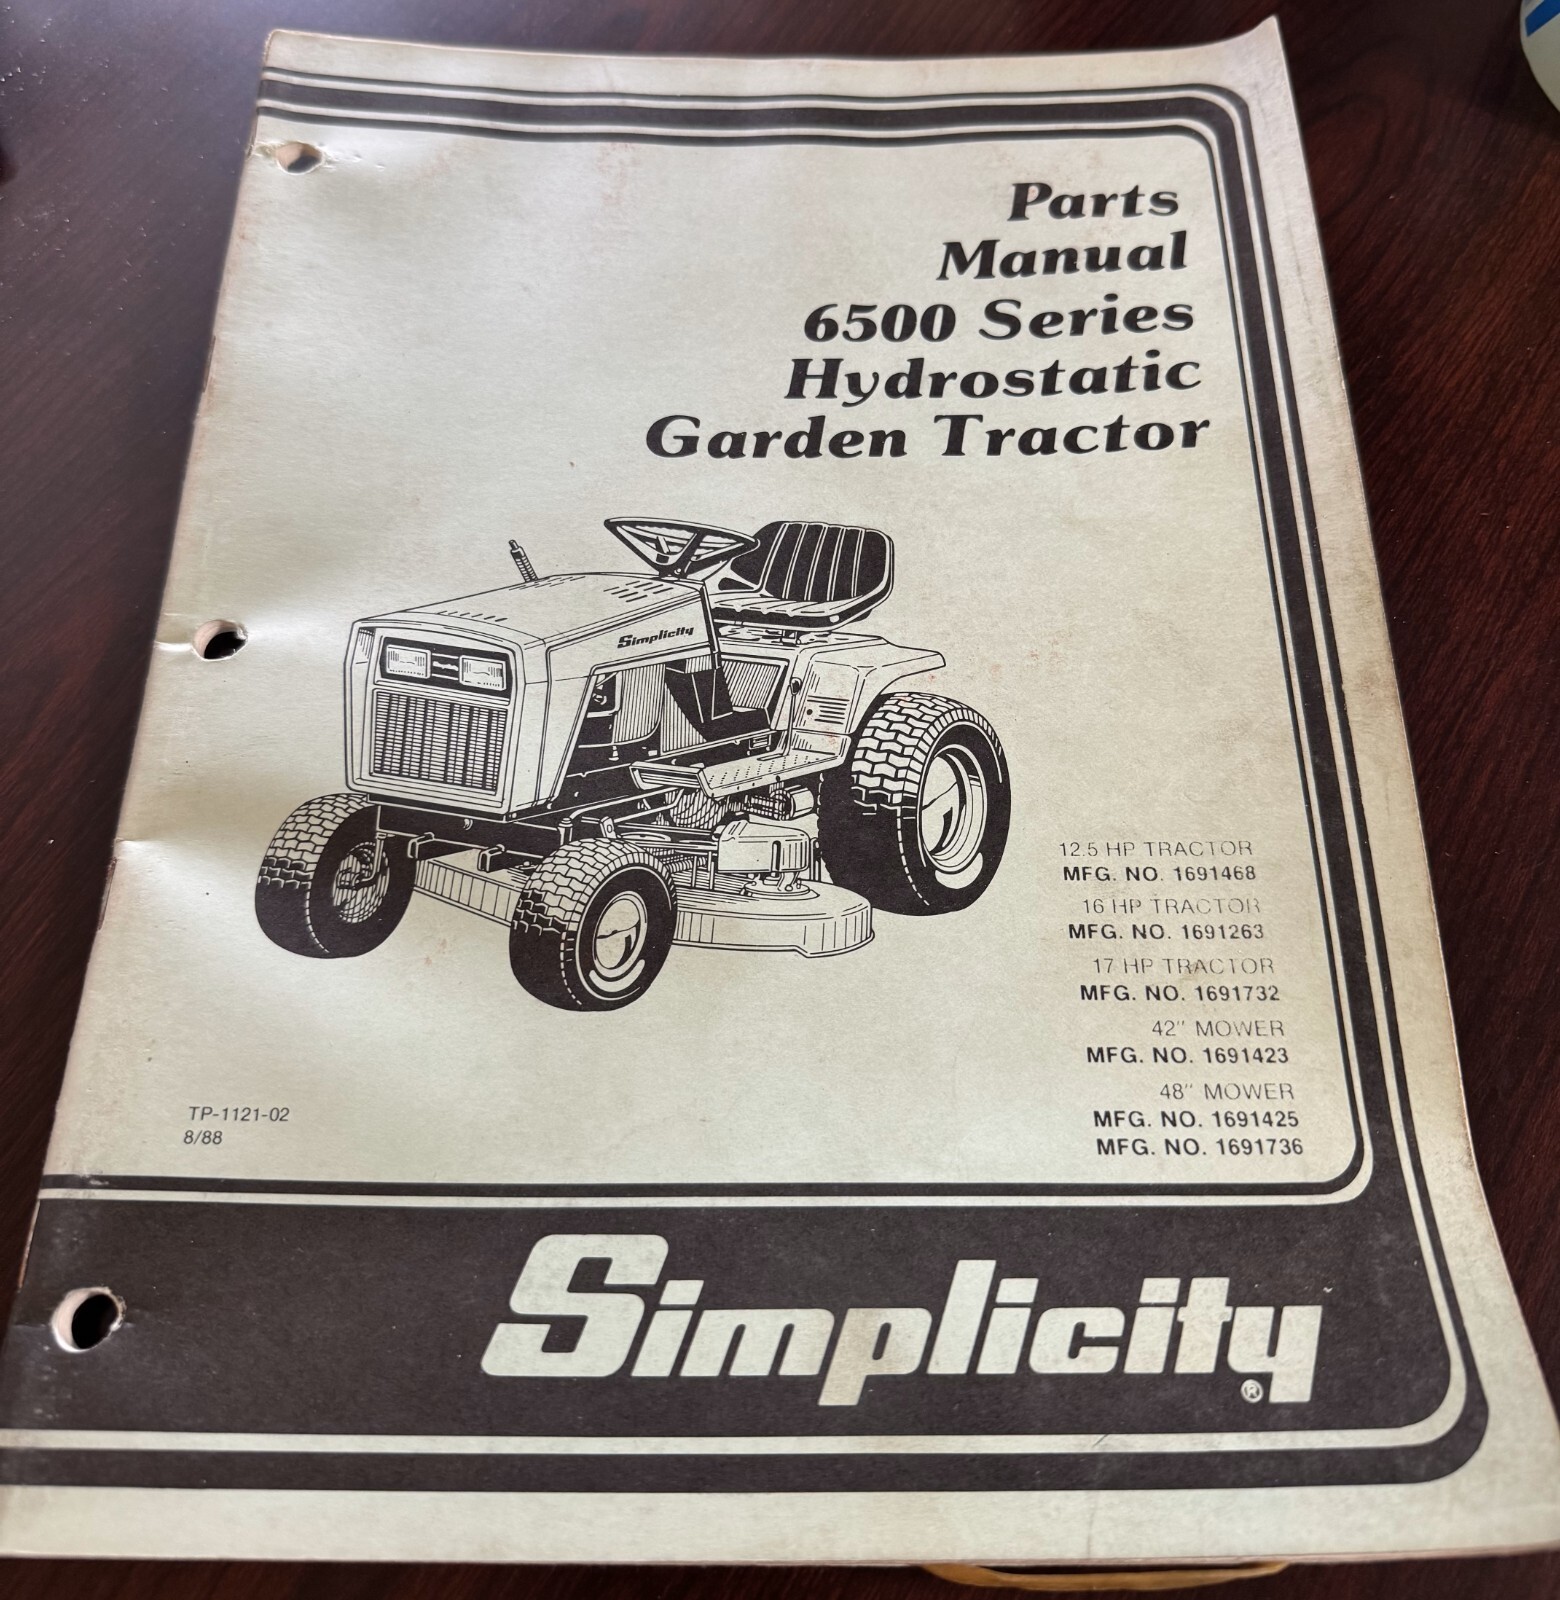 Parts
Manual
6500 Series
Hydrostatic
Garden Tractor
Simplicity
12.5 HP TRACTOR
MFG. NO. 1691468
16 HP TRACTOR
MFG. NO. 1691263
17 HP TRACTOR
MFG. NO. 1691732
42" MOWER
MFG. NO. 1691423
48" MOWER
MFG. NO. 1691425
MFG. NO. 1691736
TP-1121-02
8/88
Simplicity®